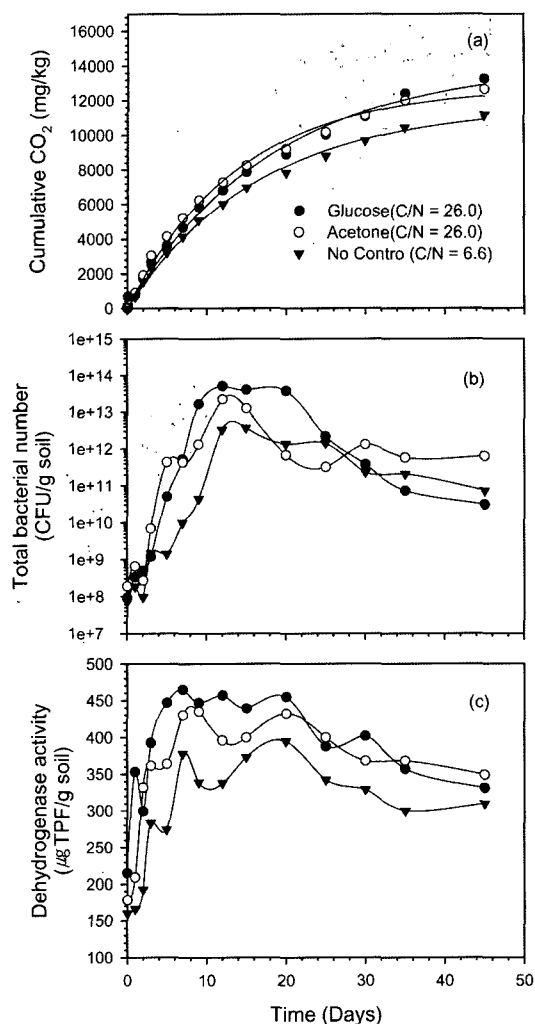 (a)
Cumulative CO2 (mg/kg)
16000
14000
12000
10000
8000
6000
4000
2000
0
Glucose(C/N = 26.0)
Acetone(C/N = 26.0)
No Contro (C/N = 6.6)
(b)
Total bacterial number
(CFU/g soil)
1e+15
1e+14
1e+13
1e+12
1e+11
1e+10
1e+9
1e+8
1e+7
(c)
Dehydrogenase activity
(μg TPF/g soil)
500
450
400
350
300
250
200
150
100
0 10 20 30 40 50
Time (Days)